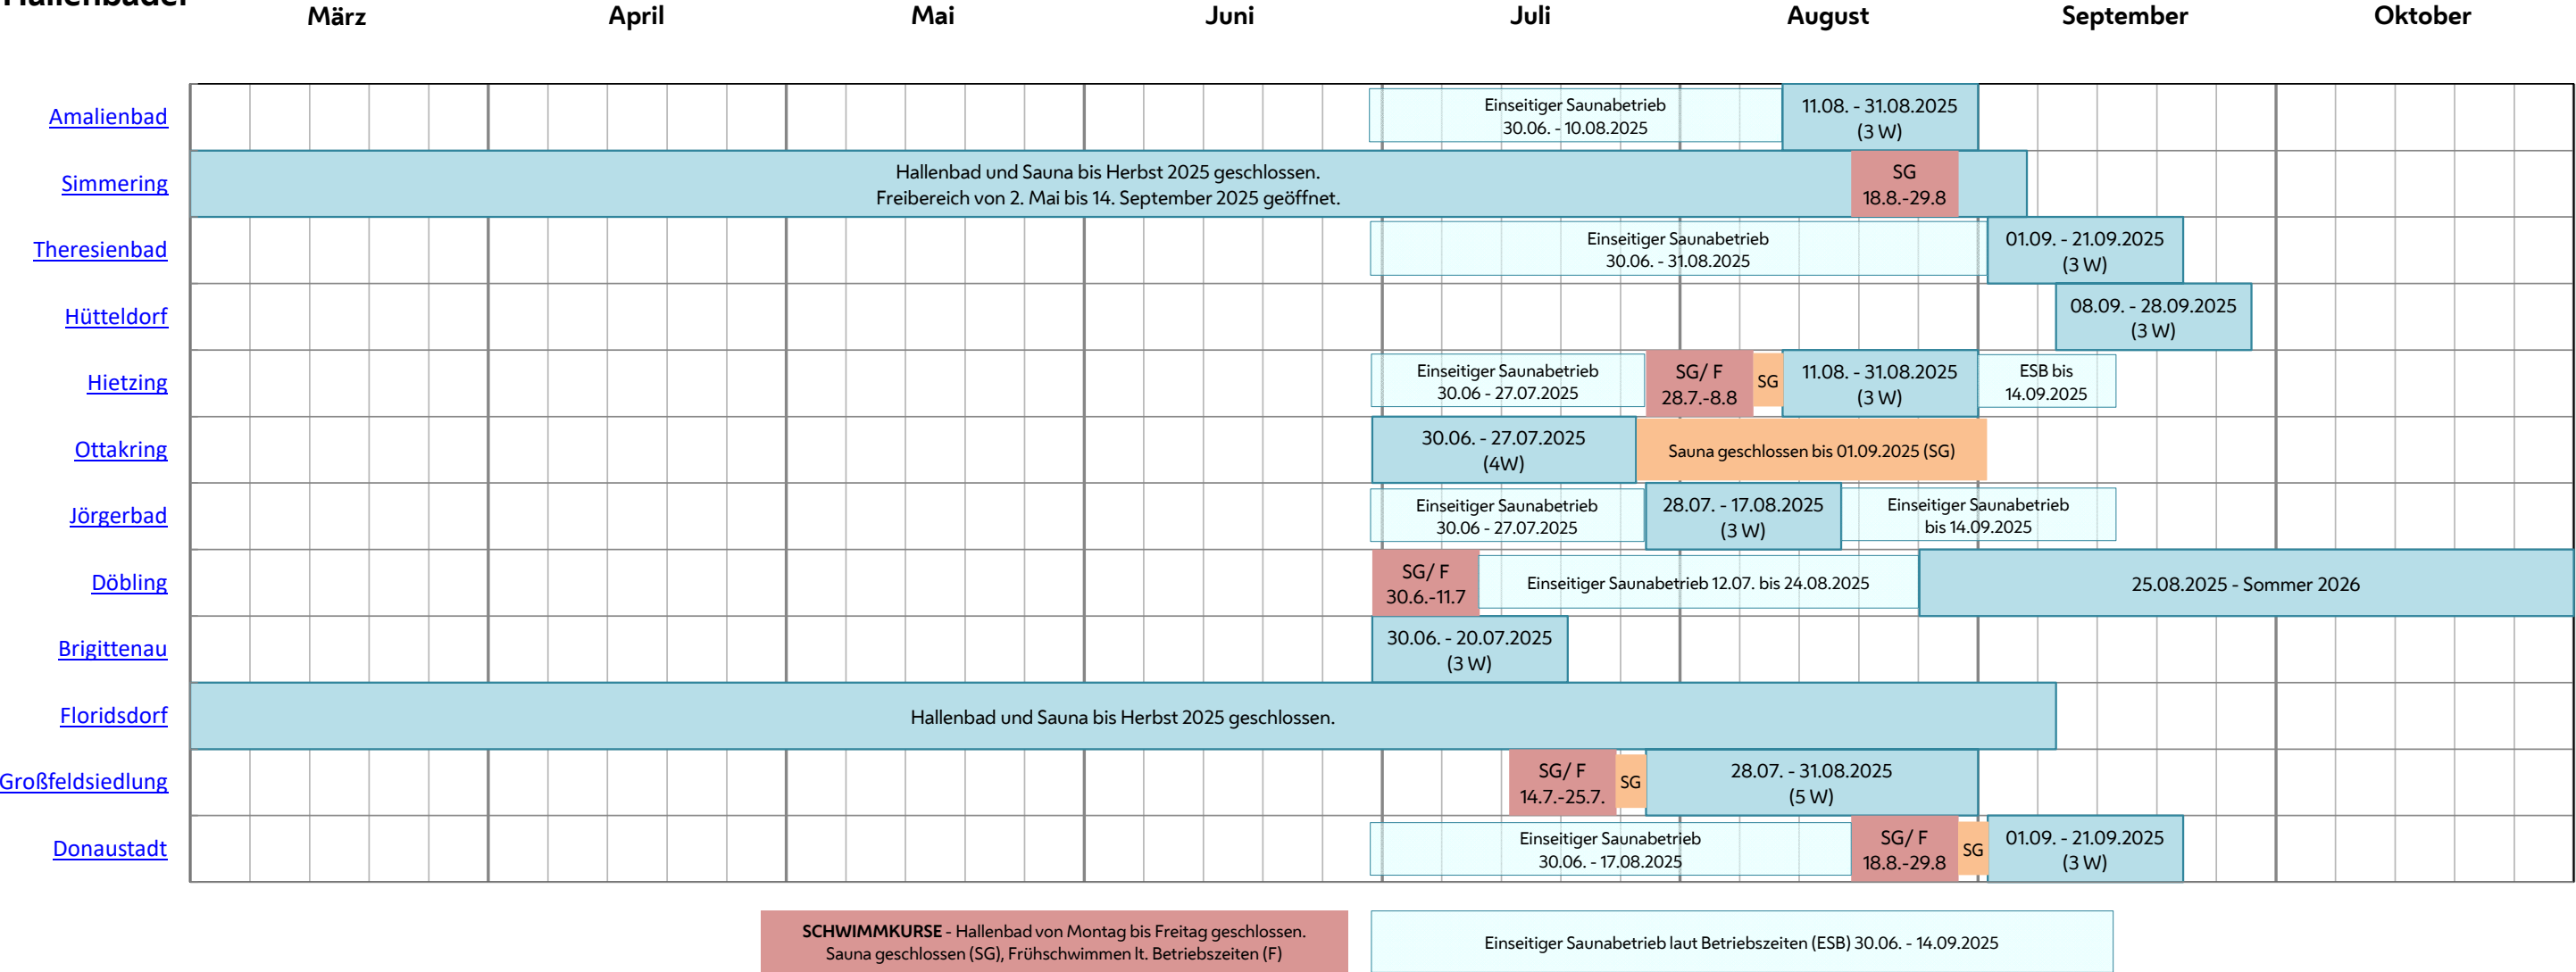 März April Mai Juni Juli August September Oktober
Amalienbad
Einseitiger Saunabetrieb
30.06. - 10.08.2025
11.08. - 31.08.2025
(3 W)
Simmering
Hallenbad und Sauna bis Herbst 2025 geschlossen.
Freibereich von 2. Mai bis 14. September 2025 geöffnet.
SG
18.8.-29.8
Theresienbad
Einseitiger Saunabetrieb
30.06. - 31.08.2025
01.09. - 21.09.2025
(3 W)
Hütteldorf
08.09. - 28.09.2025
(3 W)
Hietzing
Einseitiger Saunabetrieb
30.06 - 27.07.2025
SG/ F
28.7.-8.8
SG
11.08. - 31.08.2025
(3 W)
ESB bis
14.09.2025
Ottakring
30.06. - 27.07.2025
(4W)
Sauna geschlossen bis 01.09.2025 (SG)
Jörgerbad
Einseitiger Saunabetrieb
30.06 - 27.07.2025
28.07. - 17.08.2025
(3 W)
Einseitiger Saunabetrieb
bis 14.09.2025
Döbling
SG/ F
30.6.-11.7
Einseitiger Saunabetrieb 12.07. bis 24.08.2025
25.08.2025 - Sommer 2026
Brigittenau
30.06. - 20.07.2025
(3 W)
Floridsdorf
Hallenbad und Sauna bis Herbst 2025 geschlossen.
Großfeldsiedlung
SG/ F
14.7.-25.7.
SG
28.07. - 31.08.2025
(5 W)
Donaustadt
Einseitiger Saunabetrieb
30.06. - 17.08.2025
SG/ F
18.8.-29.8
SG
01.09. - 21.09.2025
(3 W)
SCHWIMMKURSE - Hallenbad von Montag bis Freitag geschlossen.
Sauna geschlossen (SG), Frühschwimmen lt. Betriebszeiten (F)
Einseitiger Saunabetrieb laut Betriebszeiten (ESB) 30.06. - 14.09.2025